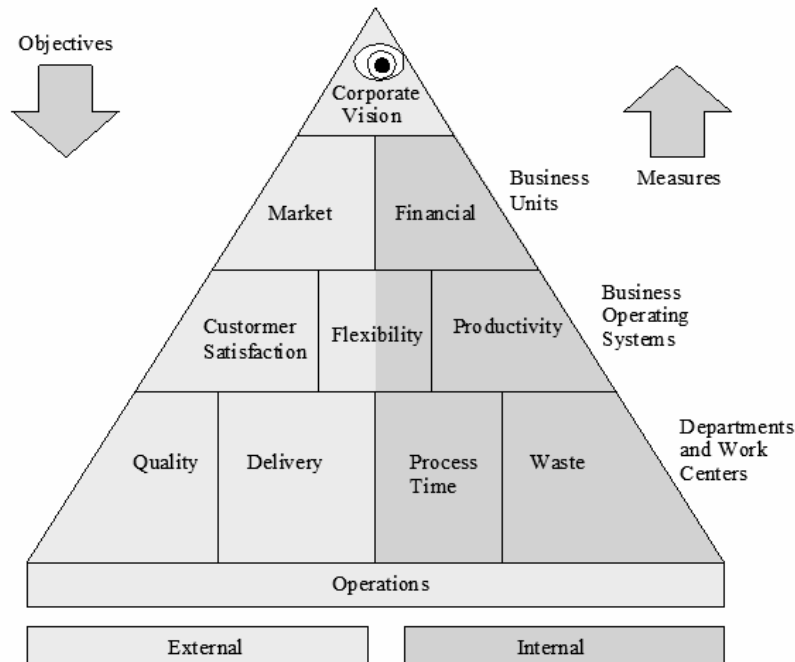 Objectives
Corporate
Vision
Measures
Business
Units
Market
Financial
Business
Operating
Systems
Custormer
Satisfaction
Flexibility
Productivity
Departments
and Work
Centers
Quality
Delivery
Process
Time
Waste
Operations
External
Internal